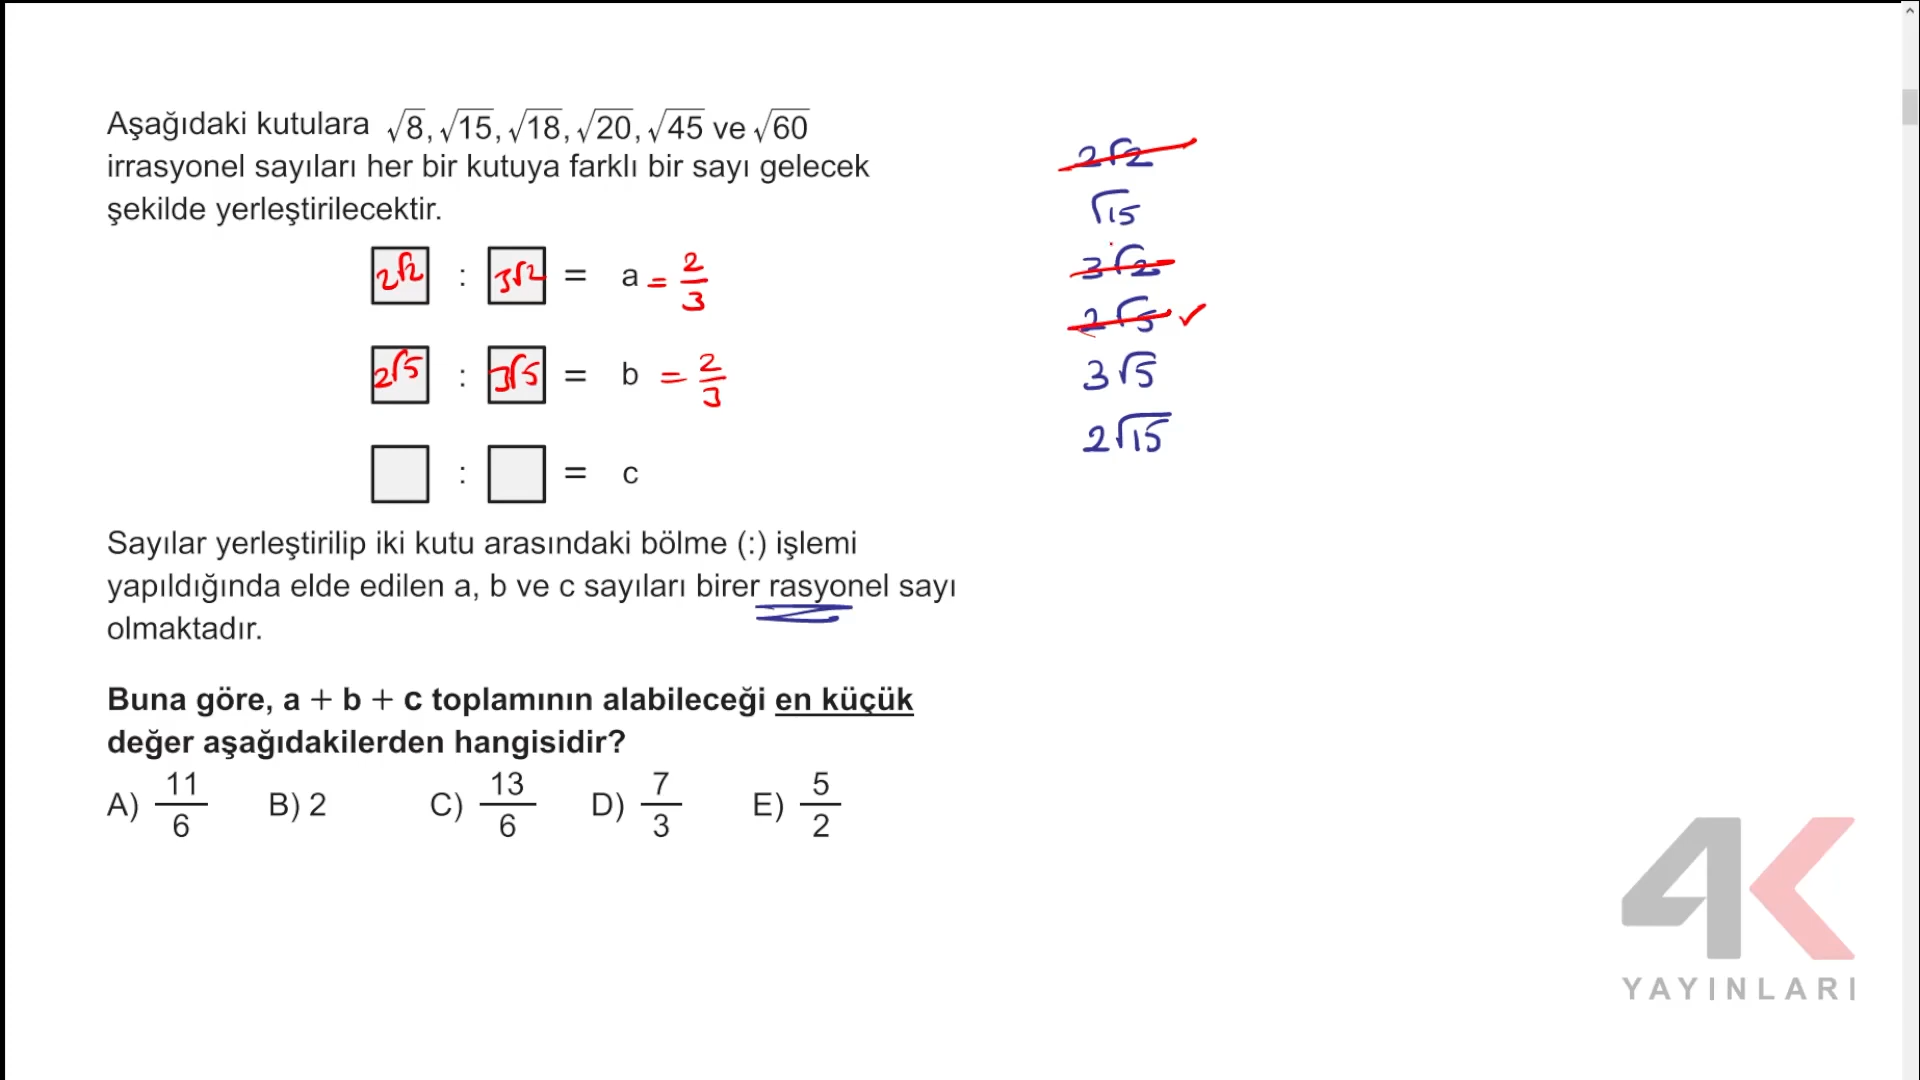 Aşağıdaki kutulara √8, √15, √18, √20, √45 ve √60
irrasyonel sayıları her bir kutuya farklı bir sayı gelecek
şekilde yerleştirilecektir.
2√2 : 3√2 = a = 2/3
2√5 : 3√5 = b = 2/3
: = c
Sayılar yerleştirilip iki kutu arasındaki bölme (:) işlemi
yapıldığında elde edilen a, b ve c sayıları birer rasyonel sayı
olmaktadır.
Buna göre, a + b + c toplamının alabileceği en küçük
değer aşağıdakilerden hangisidir?
A) 11/6 B) 2 C) 13/6 D) 7/3 E) 5/2
2√2
√15
3√2
2√5 ✓
3√5
2√15
4K
YAYINLARI